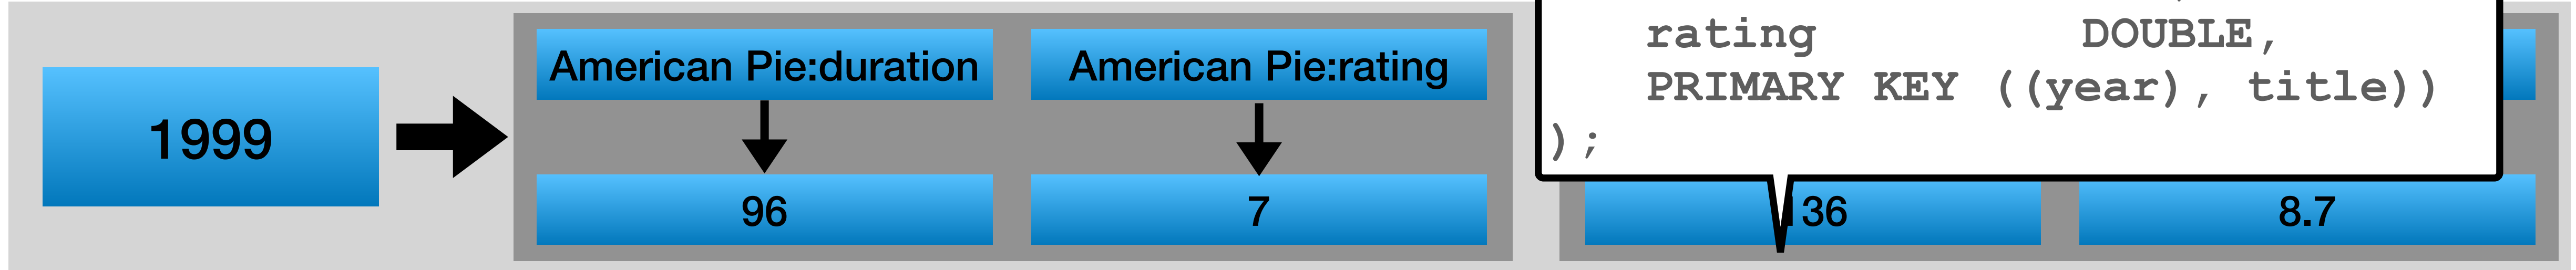 1999
American Pie:duration
American Pie:rating
96
7
rating DOUBLE,
PRIMARY KEY ((year), title))
);
36
8.7